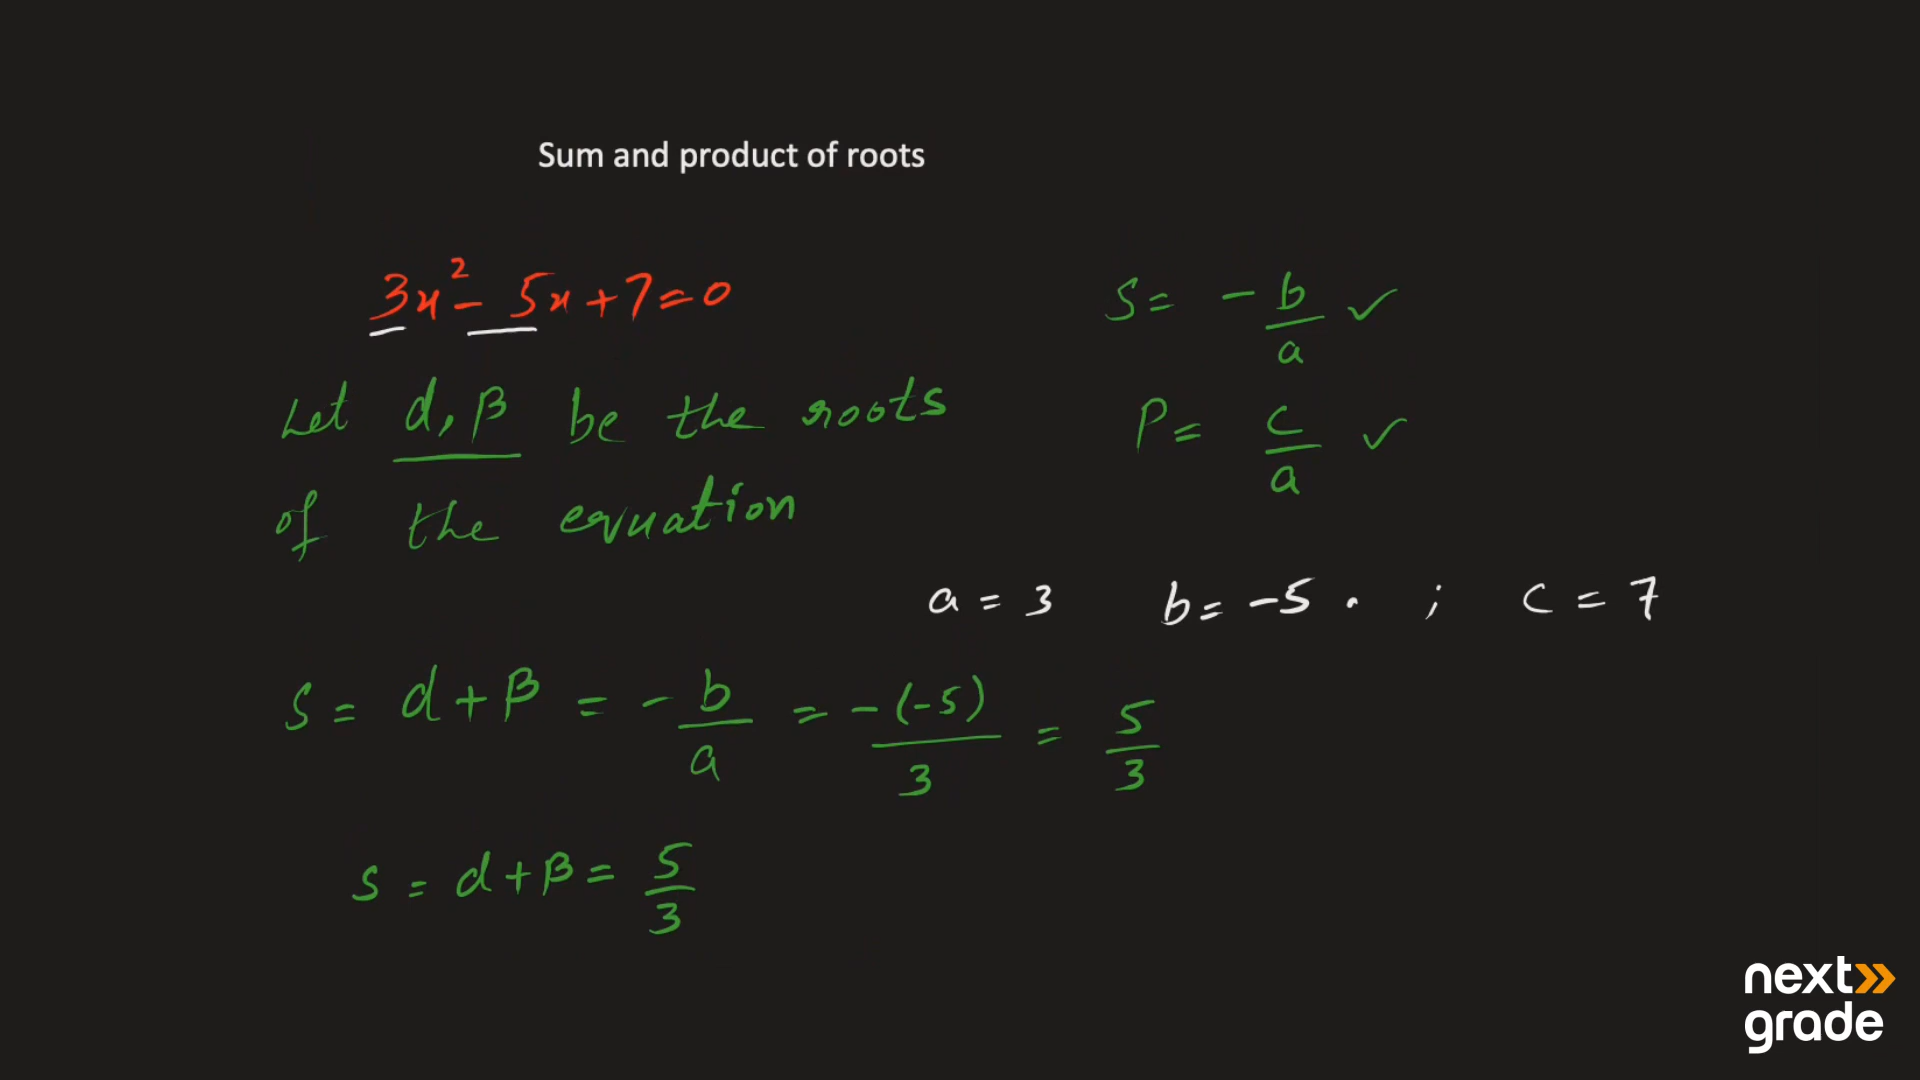 Sum and product of roots
3x² - 5x + 7 = 0
S = - b/a ✓
Let α, β be the roots
P = c/a ✓
of the equation
a = 3 b = -5 . ; c = 7
S = α + β = - b/a = -(-5)/3 = 5/3
S = α + β = 5/3
next»
grade